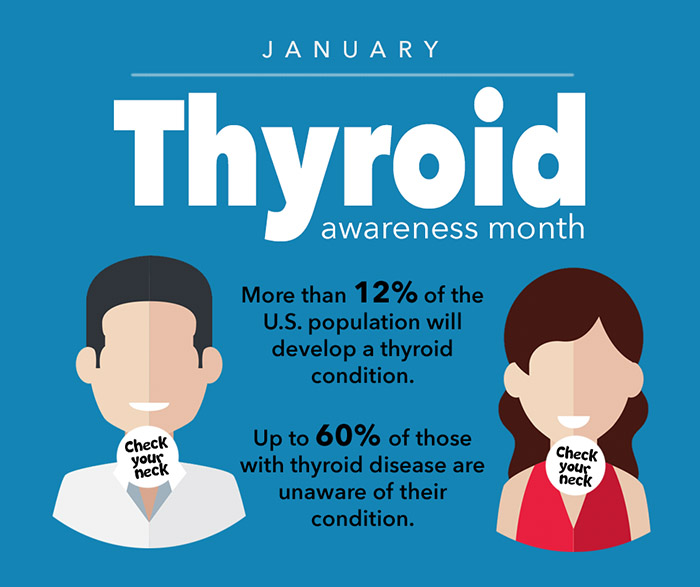 JANUARY
Thyroid
awareness month
More than 12% of the
U.S. population will
develop a thyroid
condition.
Up to 60% of those
with thyroid disease are
unaware of their
condition.
Check
your
neck
Check
your
neck